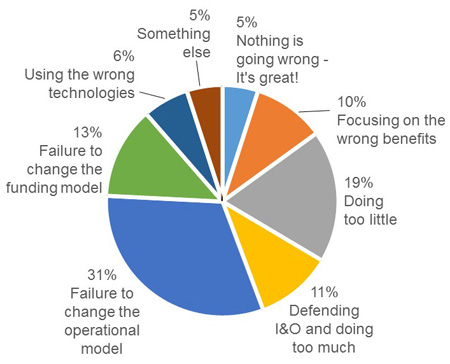 5%
Nothing is
going wrong -
It's great!
10%
Focusing on the
wrong benefits
19%
Doing
too little
11%
Defending
I&O and doing
too much
31%
Failure to
change the
operational
model
13%
Failure to
change the
funding model
6%
Using the wrong
technologies
5%
Something
else